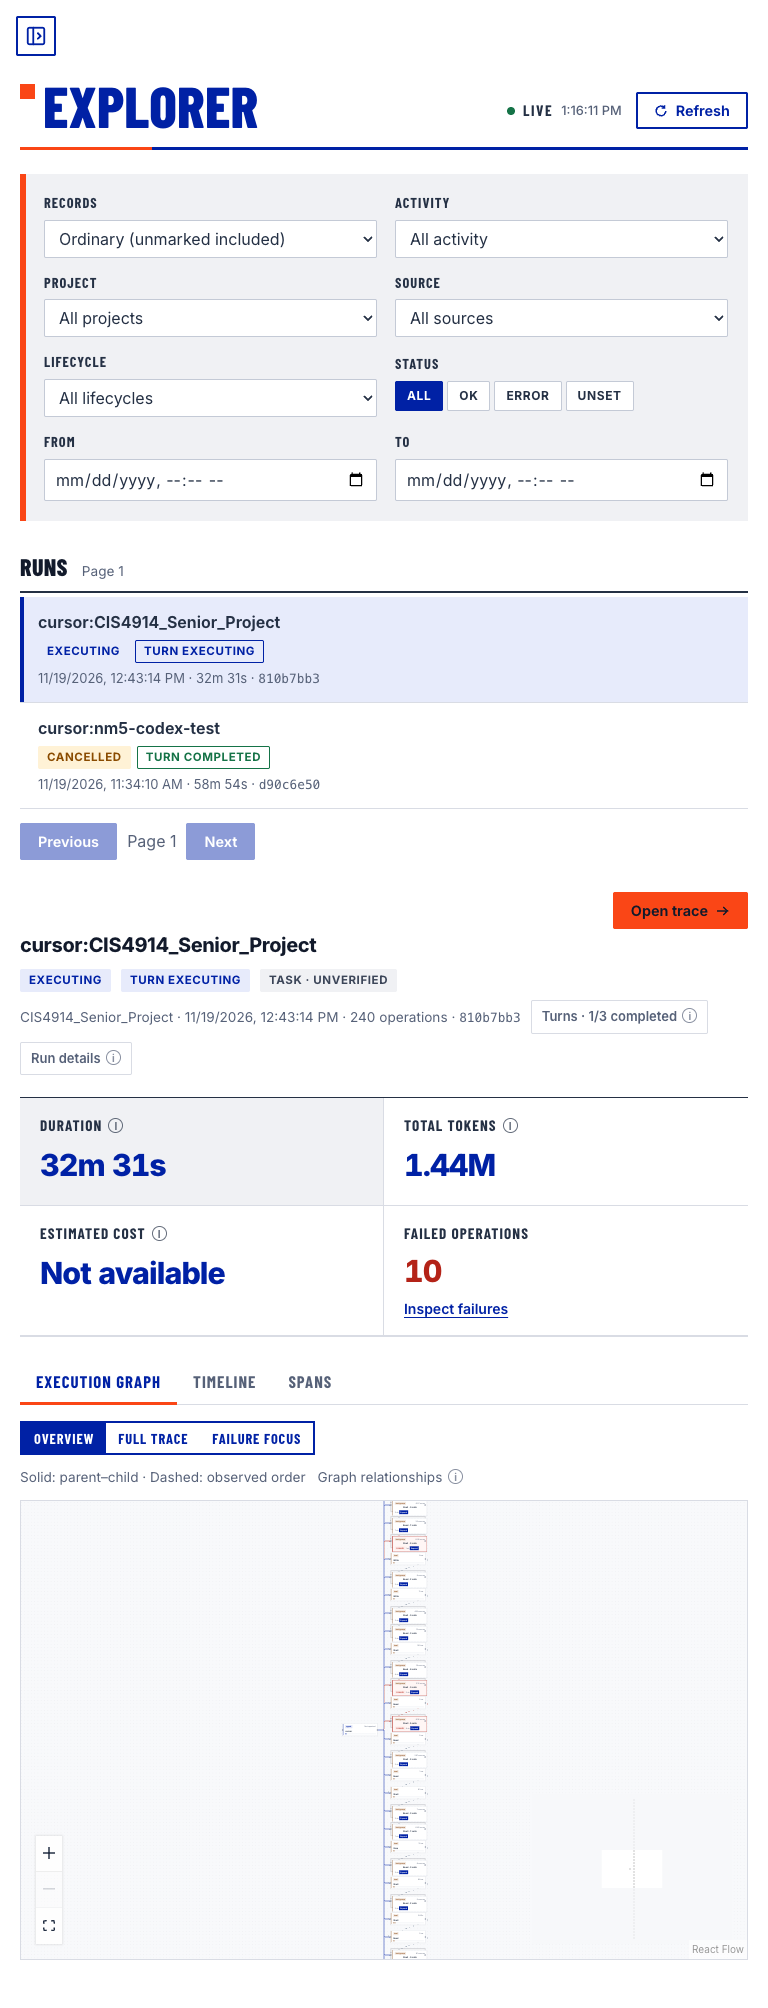 EXPLORER
LIVE 1:16:11 PM Refresh
RECORDS ACTIVITY
Ordinary (unmarked included) All activity
PROJECT SOURCE
All projects All sources
LIFECYCLE STATUS
All lifecycles ALL OK ERROR UNSET
FROM TO
mm/dd/yyyy, --:-- -- mm/dd/yyyy, --:-- --
RUNS Page 1
cursor:CIS4914_Senior_Project
EXECUTING TURN EXECUTING
11/19/2026, 12:43:14 PM · 32m 31s · 810b7bb3
cursor:nm5-codex-test
CANCELLED TURN COMPLETED
11/19/2026, 11:34:10 AM · 58m 54s · d90c6e50
Previous Page 1 Next
Open trace →
cursor:CIS4914_Senior_Project
EXECUTING TURN EXECUTING TASK · UNVERIFIED
CIS4914_Senior_Project · 11/19/2026, 12:43:14 PM · 240 operations · 810b7bb3 Turns · 1/3 completed ⓘ
Run details ⓘ
DURATION ⓘ TOTAL TOKENS ⓘ
32m 31s 1.44M
ESTIMATED COST ⓘ FAILED OPERATIONS
Not available 10
Inspect failures
EXECUTION GRAPH TIMELINE SPANS
OVERVIEW FULL TRACE FAILURE FOCUS
Solid: parent–child · Dashed: observed order Graph relationships ⓘ
React Flow